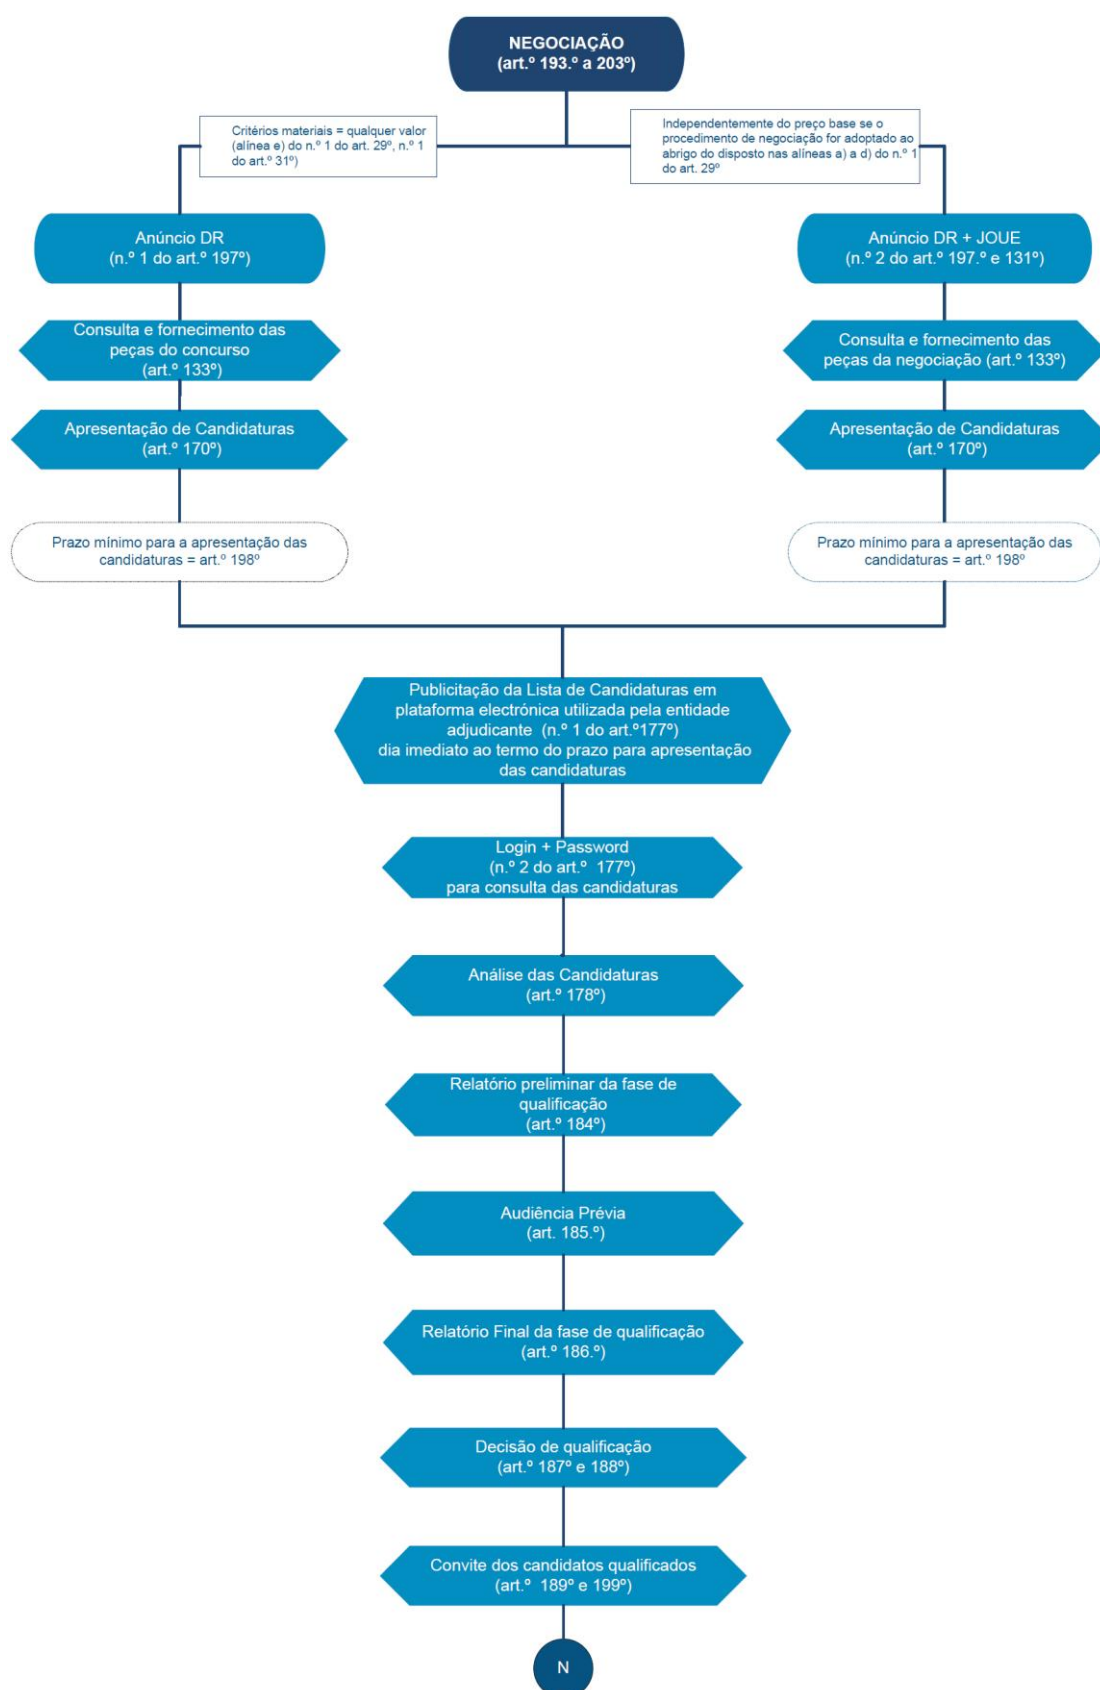 NEGOCIAÇÃO
(art.º 193.º a 203º)
Critérios materiais = qualquer valor
(alínea e) do n.º 1 do art. 29º, n.º 1
do art.º 31º)
Independentemente do preço base se o
procedimento de negociação for adoptado ao
abrigo do disposto nas alíneas a) a d) do n.º 1
do art. 29º
Anúncio DR
(n.º 1 do art.º 197º)
Anúncio DR + JOUE
(n.º 2 do art.º 197.º e 131º)
Consulta e fornecimento das
peças do concurso
(art.º 133º)
Consulta e fornecimento das
peças da negociação (art.º 133º)
Apresentação de Candidaturas
(art.º 170º)
Apresentação de Candidaturas
(art.º 170º)
Prazo mínimo para a apresentação das
candidaturas = art.º 198º
Prazo mínimo para a apresentação das
candidaturas = art.º 198º
Publicitação da Lista de Candidaturas em
plataforma electrónica utilizada pela entidade
adjudicante (n.º 1 do art.º177º)
dia imediato ao termo do prazo para apresentação
das candidaturas
Login + Password
(n.º 2 do art.º 177º)
para consulta das candidaturas
Análise das Candidaturas
(art.º 178º)
Relatório preliminar da fase de
qualificação
(art.º 184º)
Audiência Prévia
(art. 185.º)
Relatório Final da fase de qualificação
(art.º 186.º)
Decisão de qualificação
(art.º 187º e 188º)
Convite dos candidatos qualificados
(art.º 189º e 199º)
N